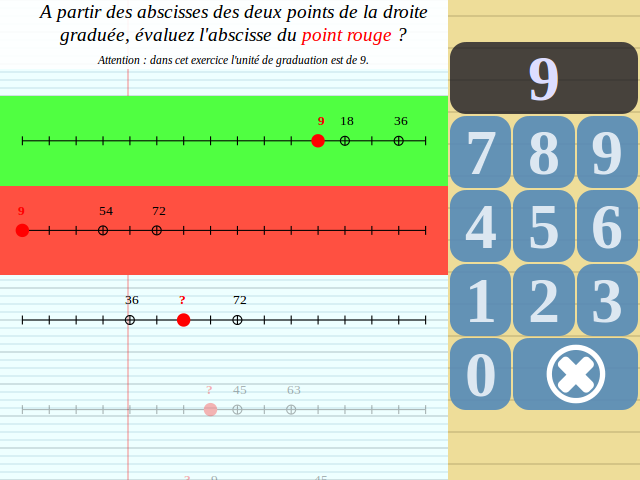 A partir des abscisses des deux points de la droite
graduée, évaluez l'abscisse du point rouge ?
Attention : dans cet exercice l'unité de graduation est de 9.
9 18 36
9 54 72
36 ? 72
? 45 63
9
7 8 9
4 5 6
1 2 3
0